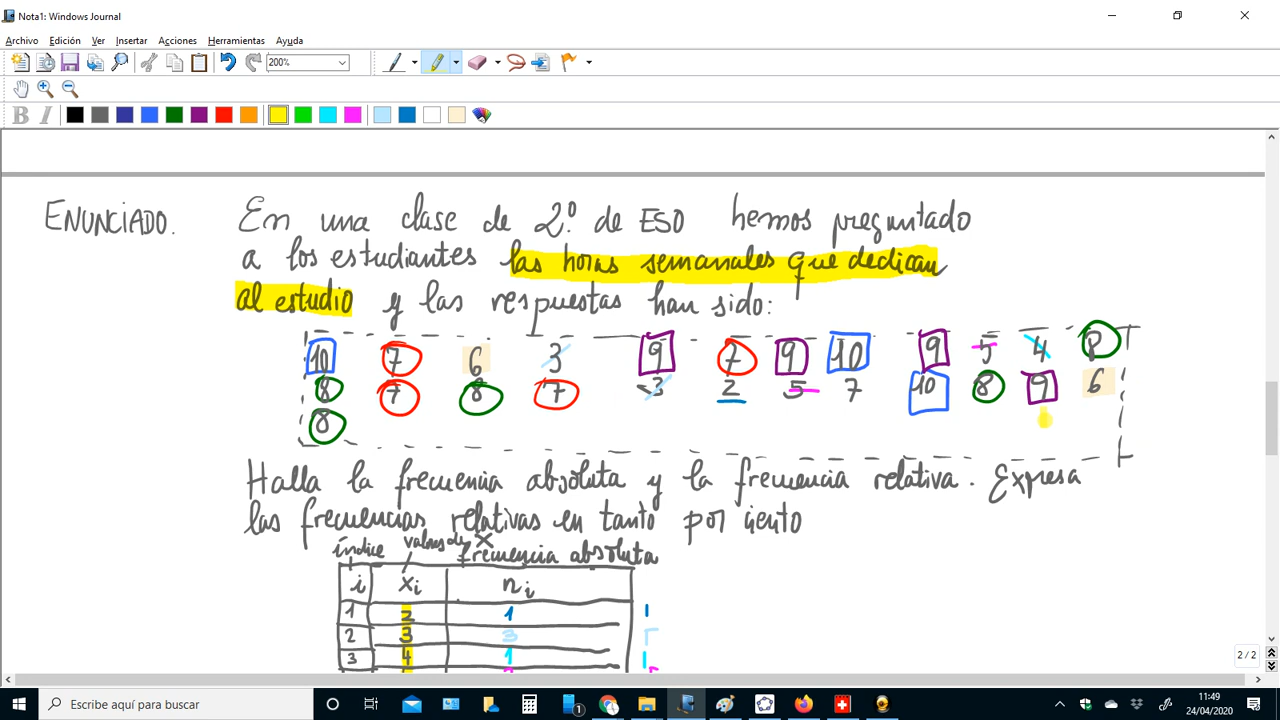 Nota1: Windows Journal
Archivo Edición Ver Insertar Acciones Herramientas Ayuda
200%
B I
ENUNCIADO. En una clase de 2º. de ESO hemos preguntado
a los estudiantes las horas semanales que dedican
al estudio y las respuestas han sido:
10 7 6 3 9 7 9 10 9 5 4 8
8 7 8 7 3 2 5 7 10 8 9 6
8
Halla la frecuencia absoluta y la frecuencia relativa. Expresa
las frecuencias relativas en tanto por ciento
índice valores de X frecuencia absoluta
i xi ni
1 2 1
2 3 3
3 4 1
2 / 2
Escribe aquí para buscar
1
11:49
24/04/2020